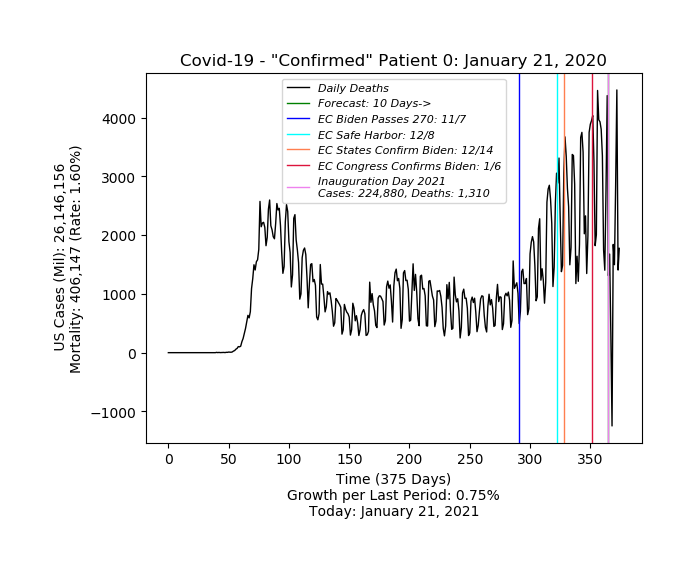 Covid-19 - "Confirmed" Patient 0: January 21, 2020
US Cases (Mil): 26,146,156
Mortality: 406,147 (Rate: 1.60%)
4000
3000
2000
1000
0
−1000
Daily Deaths
Forecast: 10 Days->
EC Biden Passes 270: 11/7
EC Safe Harbor: 12/8
EC States Confirm Biden: 12/14
EC Congress Confirms Biden: 1/6
Inauguration Day 2021
Cases: 224,880, Deaths: 1,310
0 50 100 150 200 250 300 350
Time (375 Days)
Growth per Last Period: 0.75%
Today: January 21, 2021